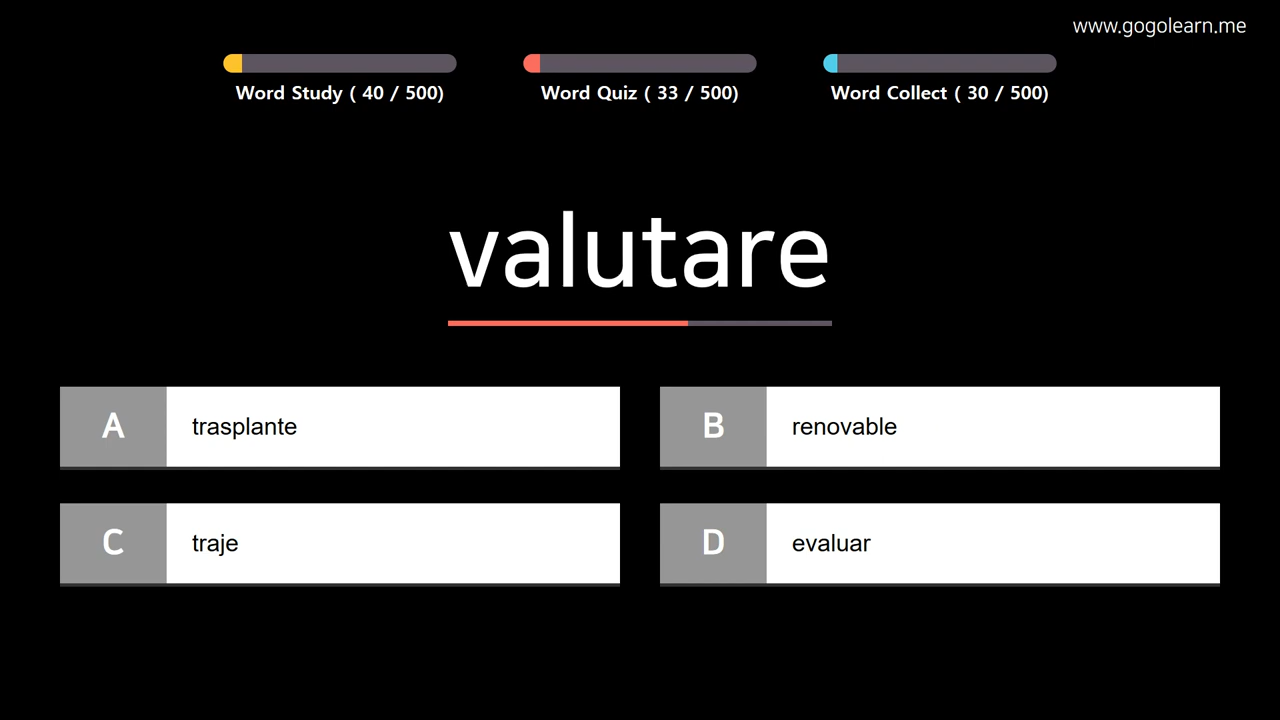 www.gogolearn.me
Word Study ( 40 / 500)
Word Quiz ( 33 / 500)
Word Collect ( 30 / 500)
valutare
A trasplante
B renovable
C traje
D evaluar